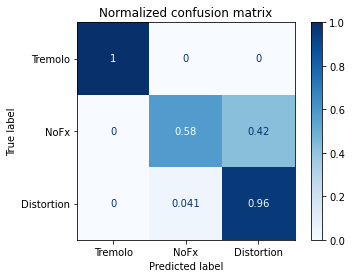 Normalized confusion matrix
True label
Tremolo 1 0 0
NoFx 0 0.58 0.42
Distortion 0 0.041 0.96
Tremolo NoFx Distortion
Predicted label
1.0
0.8
0.6
0.4
0.2
0.0